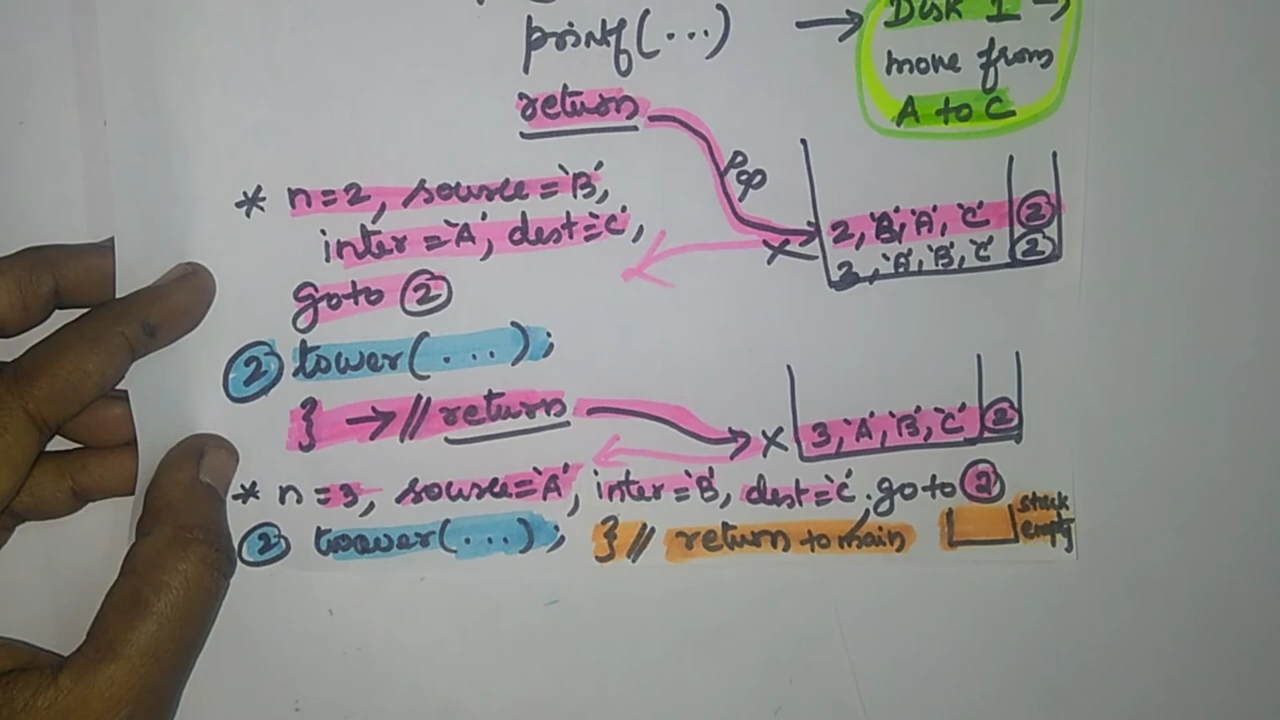 printf(...) → Disk 1 →
move from
A to C
return
pop
* n=2, source='B',
inter='A', dest='C',
goto ②
2,'B','A','C' ②
2,'A','B','C' ②
② tower(...);
} → // return
x 3,'A','B','C' ②
* n=3, source='A', inter='B', dest='C', goto ②
② tower(...); } // return to main
stack
empty